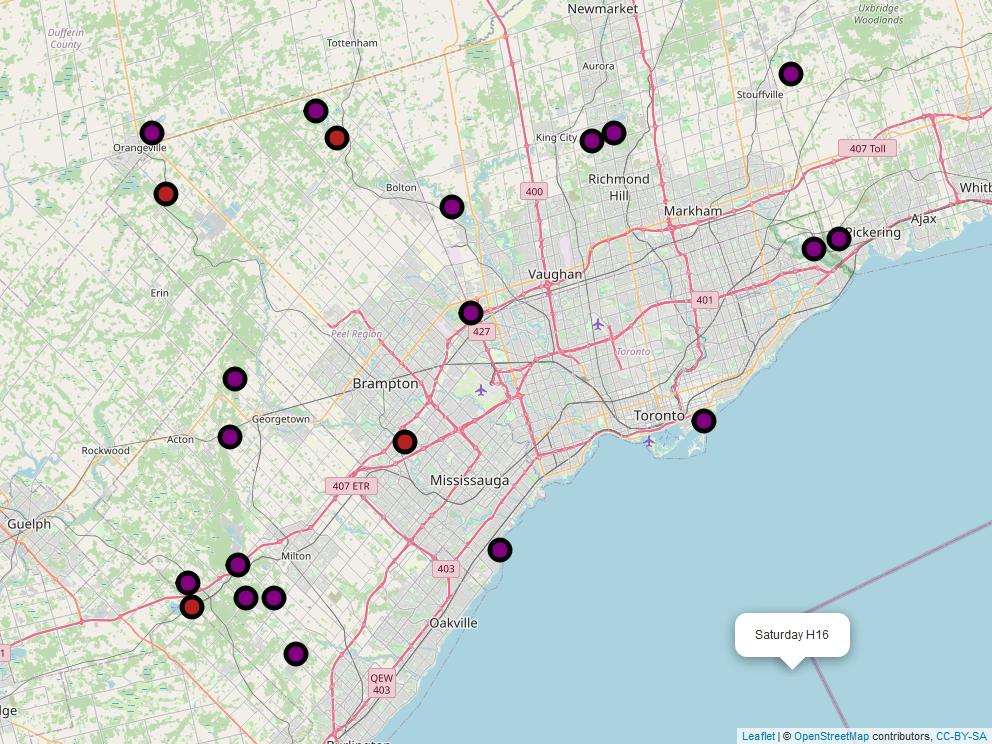 Newmarket
Uxbridge
Woodlands
Dufferin
County
Tottenham
Aurora
Stouffville
King City
Orangeville
407 Toll
Richmond
Hill
Bolton
400
Markham
Whitb
Ajax
Pickering
Vaughan
Erin
401
427
Peel Region
Toronto
Brampton
Toronto
Georgetown
Acton
Rockwood
Mississauga
407 ETR
Guelph
Milton
403
Oakville
Saturday H16
1
QEW
403
dge
Burlington
Leaflet | © OpenStreetMap contributors, CC-BY-SA